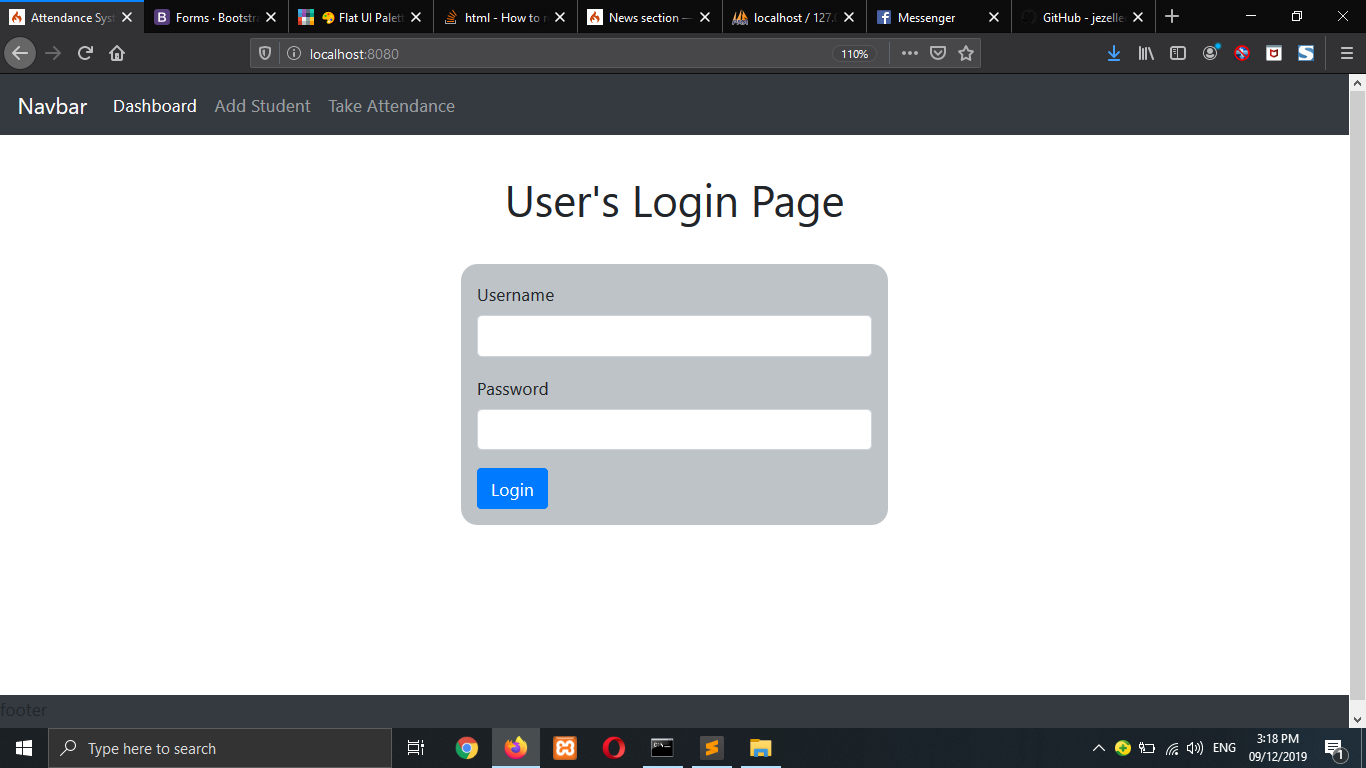 Attendance Syst
Forms · Bootstra
Flat UI Palett
html - How to r
News section —
localhost / 127.0
Messenger
GitHub - jezelle
localhost:8080
110%
Navbar Dashboard Add Student Take Attendance
User's Login Page
Username
Password
Login
footer
Type here to search
ENG
3:18 PM
09/12/2019
1